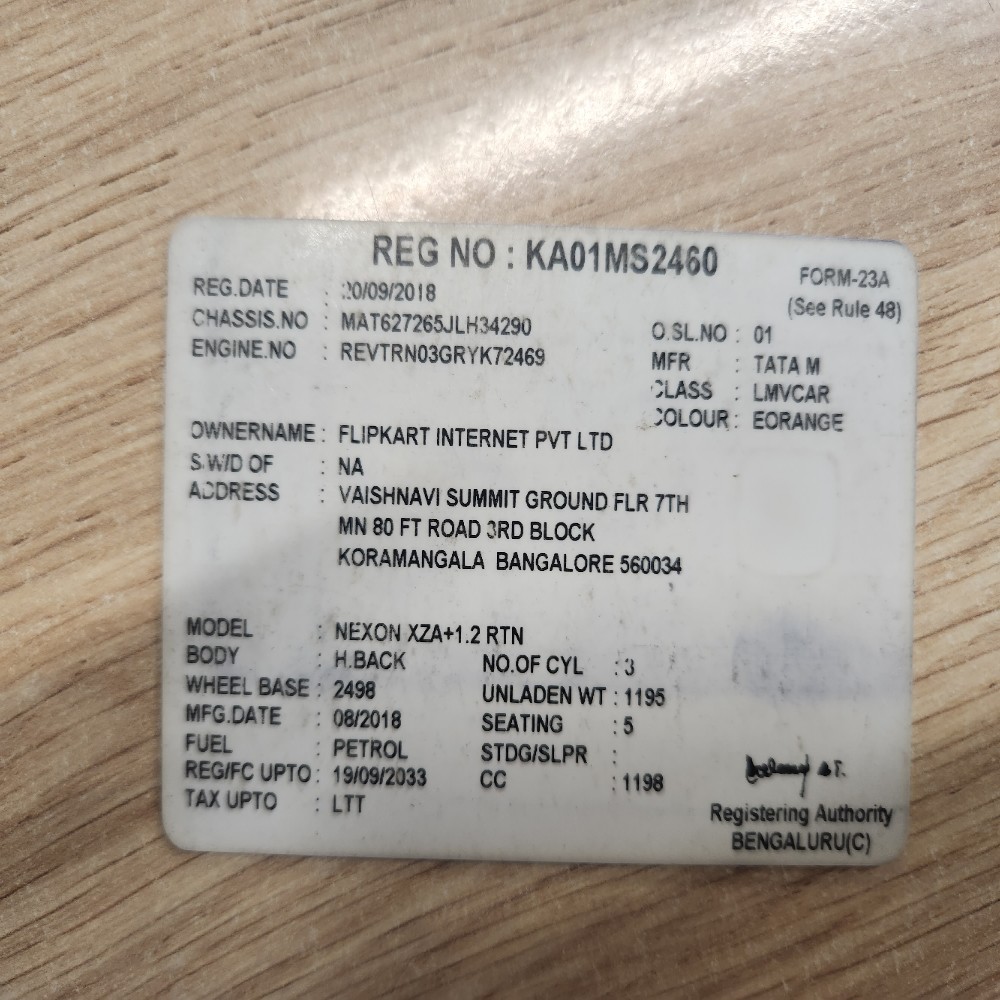 REG NO : KA01MS2460
FORM-23A
(See Rule 48)
REG.DATE : 20/09/2018
CHASSIS.NO : MAT627265JLH34290
ENGINE.NO : REVTRN03GRYK72469
O.SL.NO : 01
MFR : TATA M
CLASS : LMVCAR
COLOUR : EORANGE
OWNERNAME : FLIPKART INTERNET PVT LTD
S/W/D OF : NA
ADDRESS : VAISHNAVI SUMMIT GROUND FLR 7TH
MN 80 FT ROAD 3RD BLOCK
KORAMANGALA BANGALORE 560034
MODEL : NEXON XZA+1.2 RTN
BODY : H.BACK NO.OF CYL : 3
WHEEL BASE : 2498 UNLADEN WT : 1195
MFG.DATE : 08/2018 SEATING : 5
FUEL : PETROL STDG/SLPR :
REG/FC UPTO : 19/09/2033 CC : 1198
TAX UPTO : LTT
Registering Authority
BENGALURU(C)